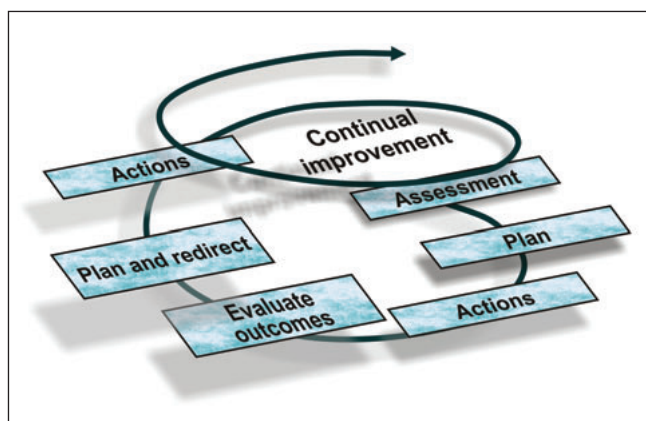 Continual
improvement
Assessment
Plan
Actions
Evaluate
outcomes
Plan and redirect
Actions